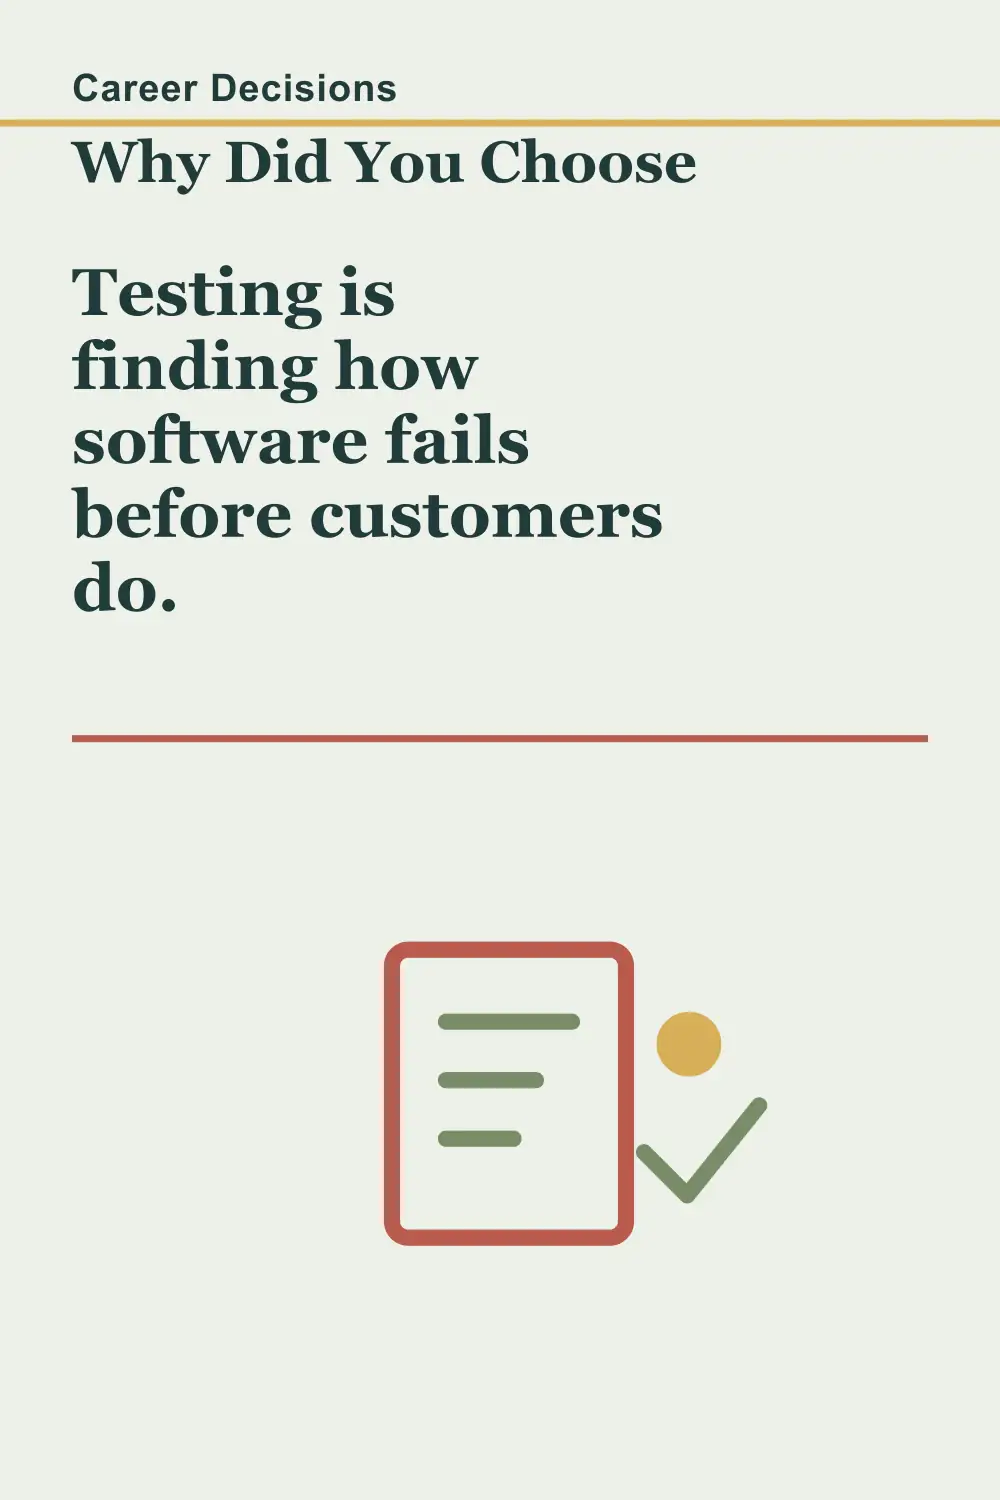 Career Decisions
Why Did You Choose
Testing is
finding how
software fails
before customers
do.